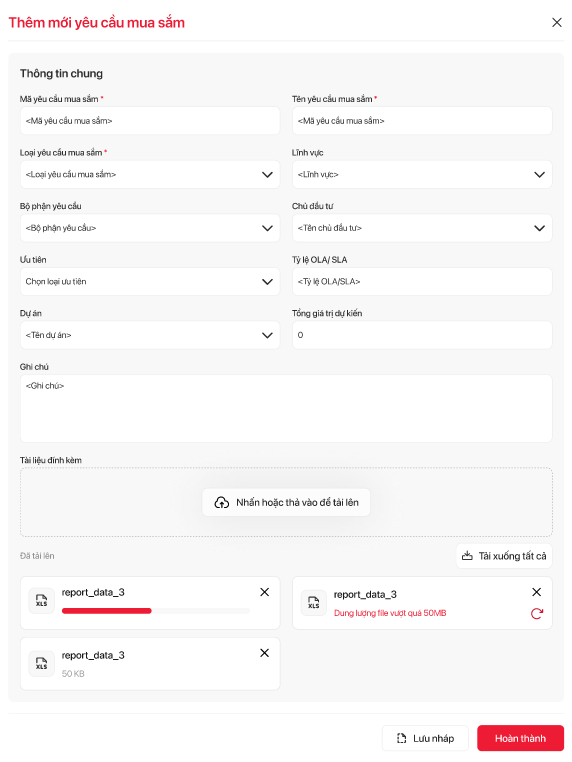 Thêm mới yêu cầu mua sắm
Thông tin chung
Mã yêu cầu mua sắm *
Tên yêu cầu mua sắm *
<Mã yêu cầu mua sắm>
<Mã yêu cầu mua sắm>
Loại yêu cầu mua sắm *
Lĩnh vực
<Loại yêu cầu mua sắm>
<Lĩnh vực>
Bộ phận yêu cầu
Chủ đầu tư
<Bộ phận yêu cầu>
<Tên chủ đầu tư>
Ưu tiên
Tỷ lệ OLA/ SLA
Chọn loại ưu tiên
<Tỷ lệ OLA/SLA>
Dự án
Tổng giá trị dự kiến
<Tên dự án>
0
Ghi chú
<Ghi chú>
Tài liệu đính kèm
Nhấn hoặc thả vào để tải lên
Đã tải lên
Tải xuống tất cả
XLS
report_data_3
XLS
report_data_3
Dung lượng file vượt quá 50MB
XLS
report_data_3
50 KB
Lưu nháp
Hoàn thành